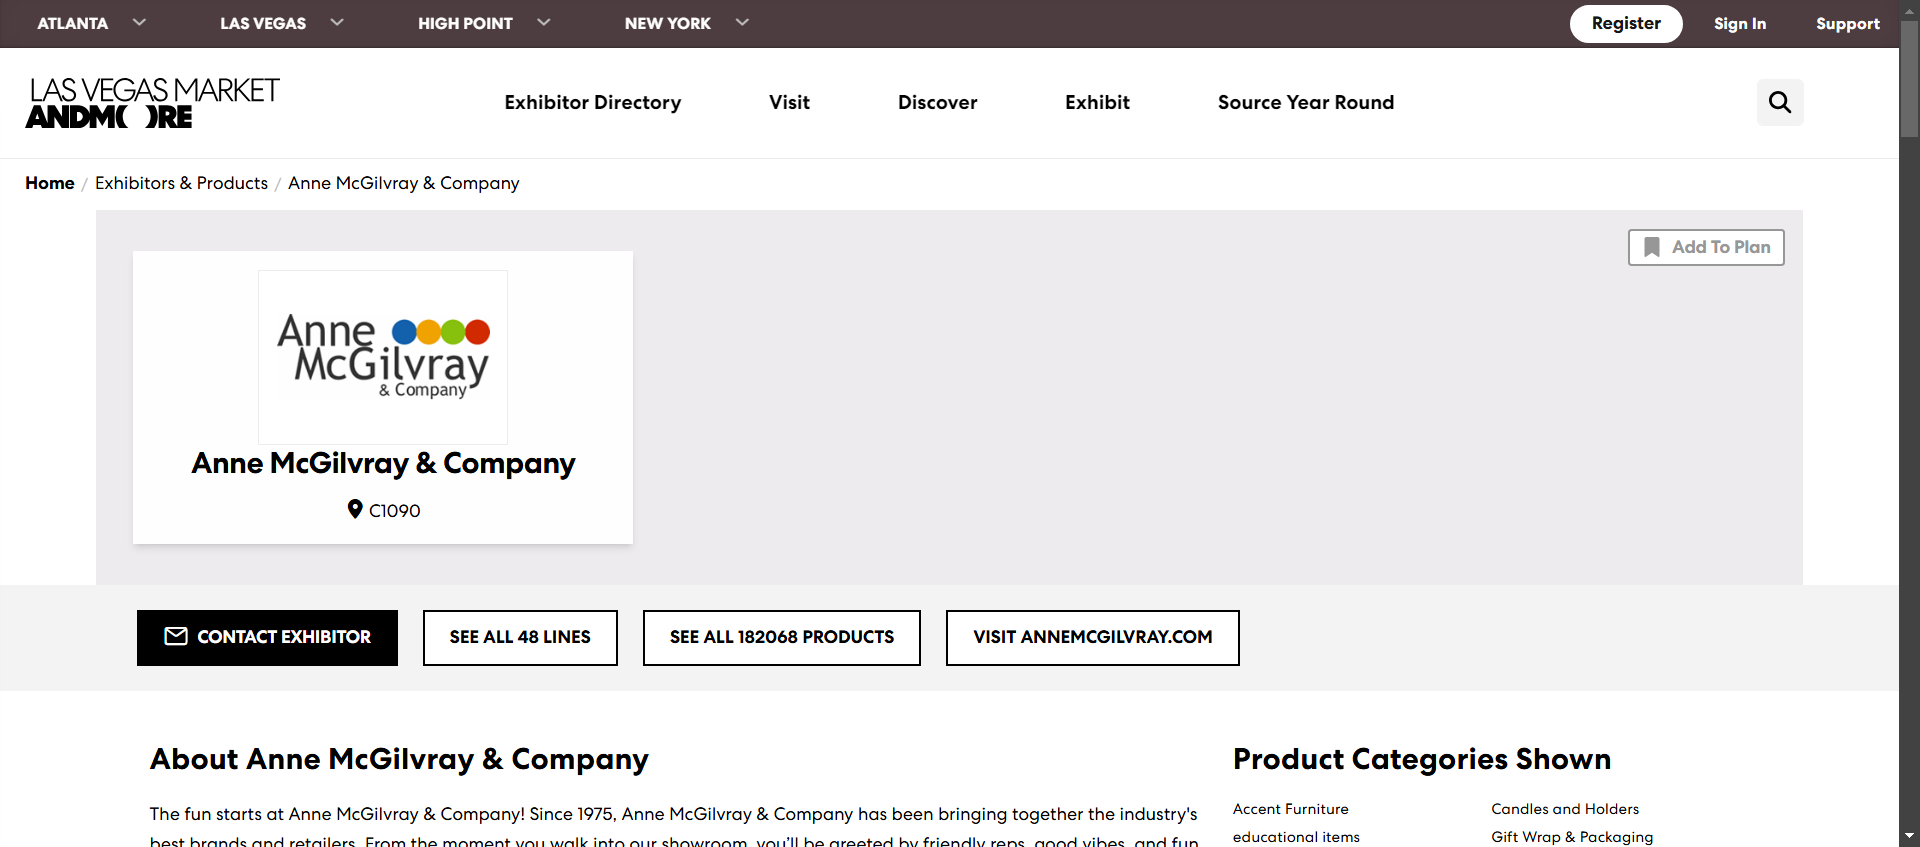 ATLANTA LAS VEGAS HIGH POINT NEW YORK Register Sign In Support
LAS VEGAS MARKET
ANDMORE
Exhibitor Directory Visit Discover Exhibit Source Year Round
Home / Exhibitors & Products / Anne McGilvray & Company
Add To Plan
Anne
McGilvray
& Company
Anne McGilvray & Company
C1090
CONTACT EXHIBITOR SEE ALL 48 LINES SEE ALL 182068 PRODUCTS VISIT ANNEMCGILVRAY.COM
About Anne McGilvray & Company
The fun starts at Anne McGilvray & Company! Since 1975, Anne McGilvray & Company has been bringing together the industry's
best brands and retailers. From the moment you walk into our showroom, you'll be greeted by friendly reps, good vibes, and fun
Product Categories Shown
Accent Furniture Candles and Holders
educational items Gift Wrap & Packaging